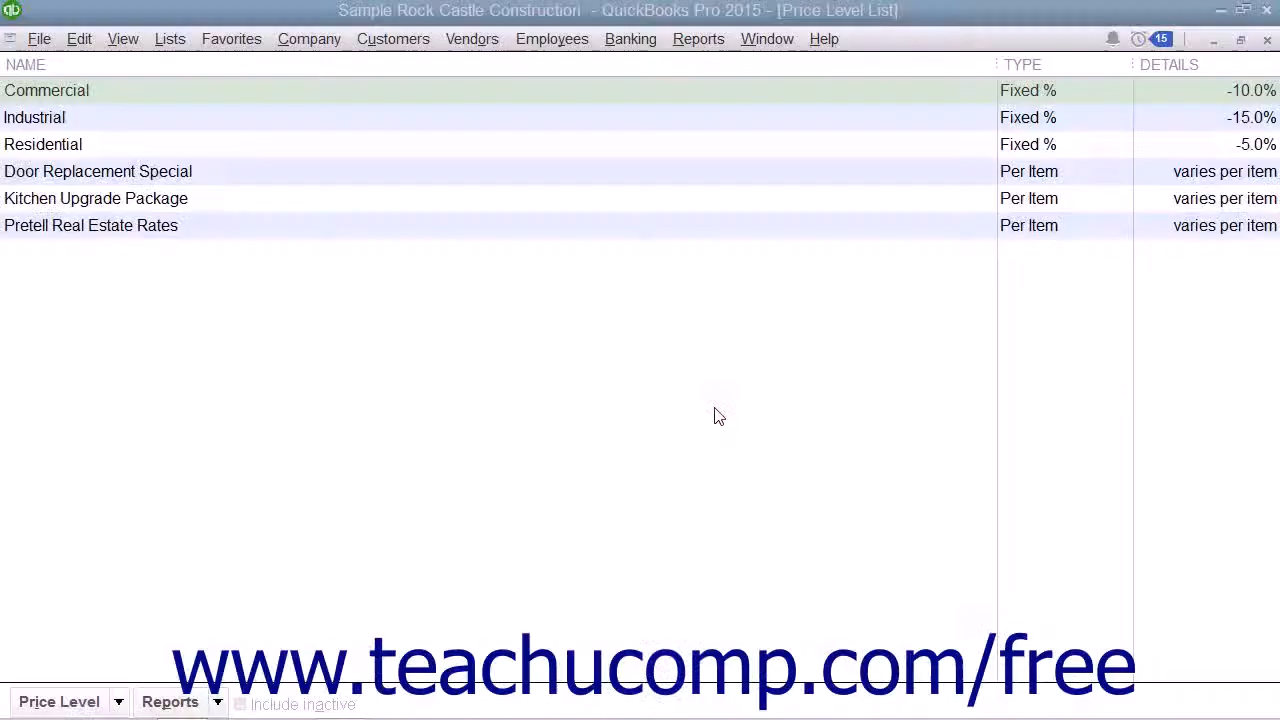 qb Sample Rock Castle Construction - QuickBooks Pro 2015 - [Price Level List]
File Edit View Lists Favorites Company Customers Vendors Employees Banking Reports Window Help 15
NAME TYPE DETAILS
Commercial Fixed % -10.0%
Industrial Fixed % -15.0%
Residential Fixed % -5.0%
Door Replacement Special Per Item varies per item
Kitchen Upgrade Package Per Item varies per item
Pretell Real Estate Rates Per Item varies per item
www.teachucomp.com/free
Price Level Reports Include inactive